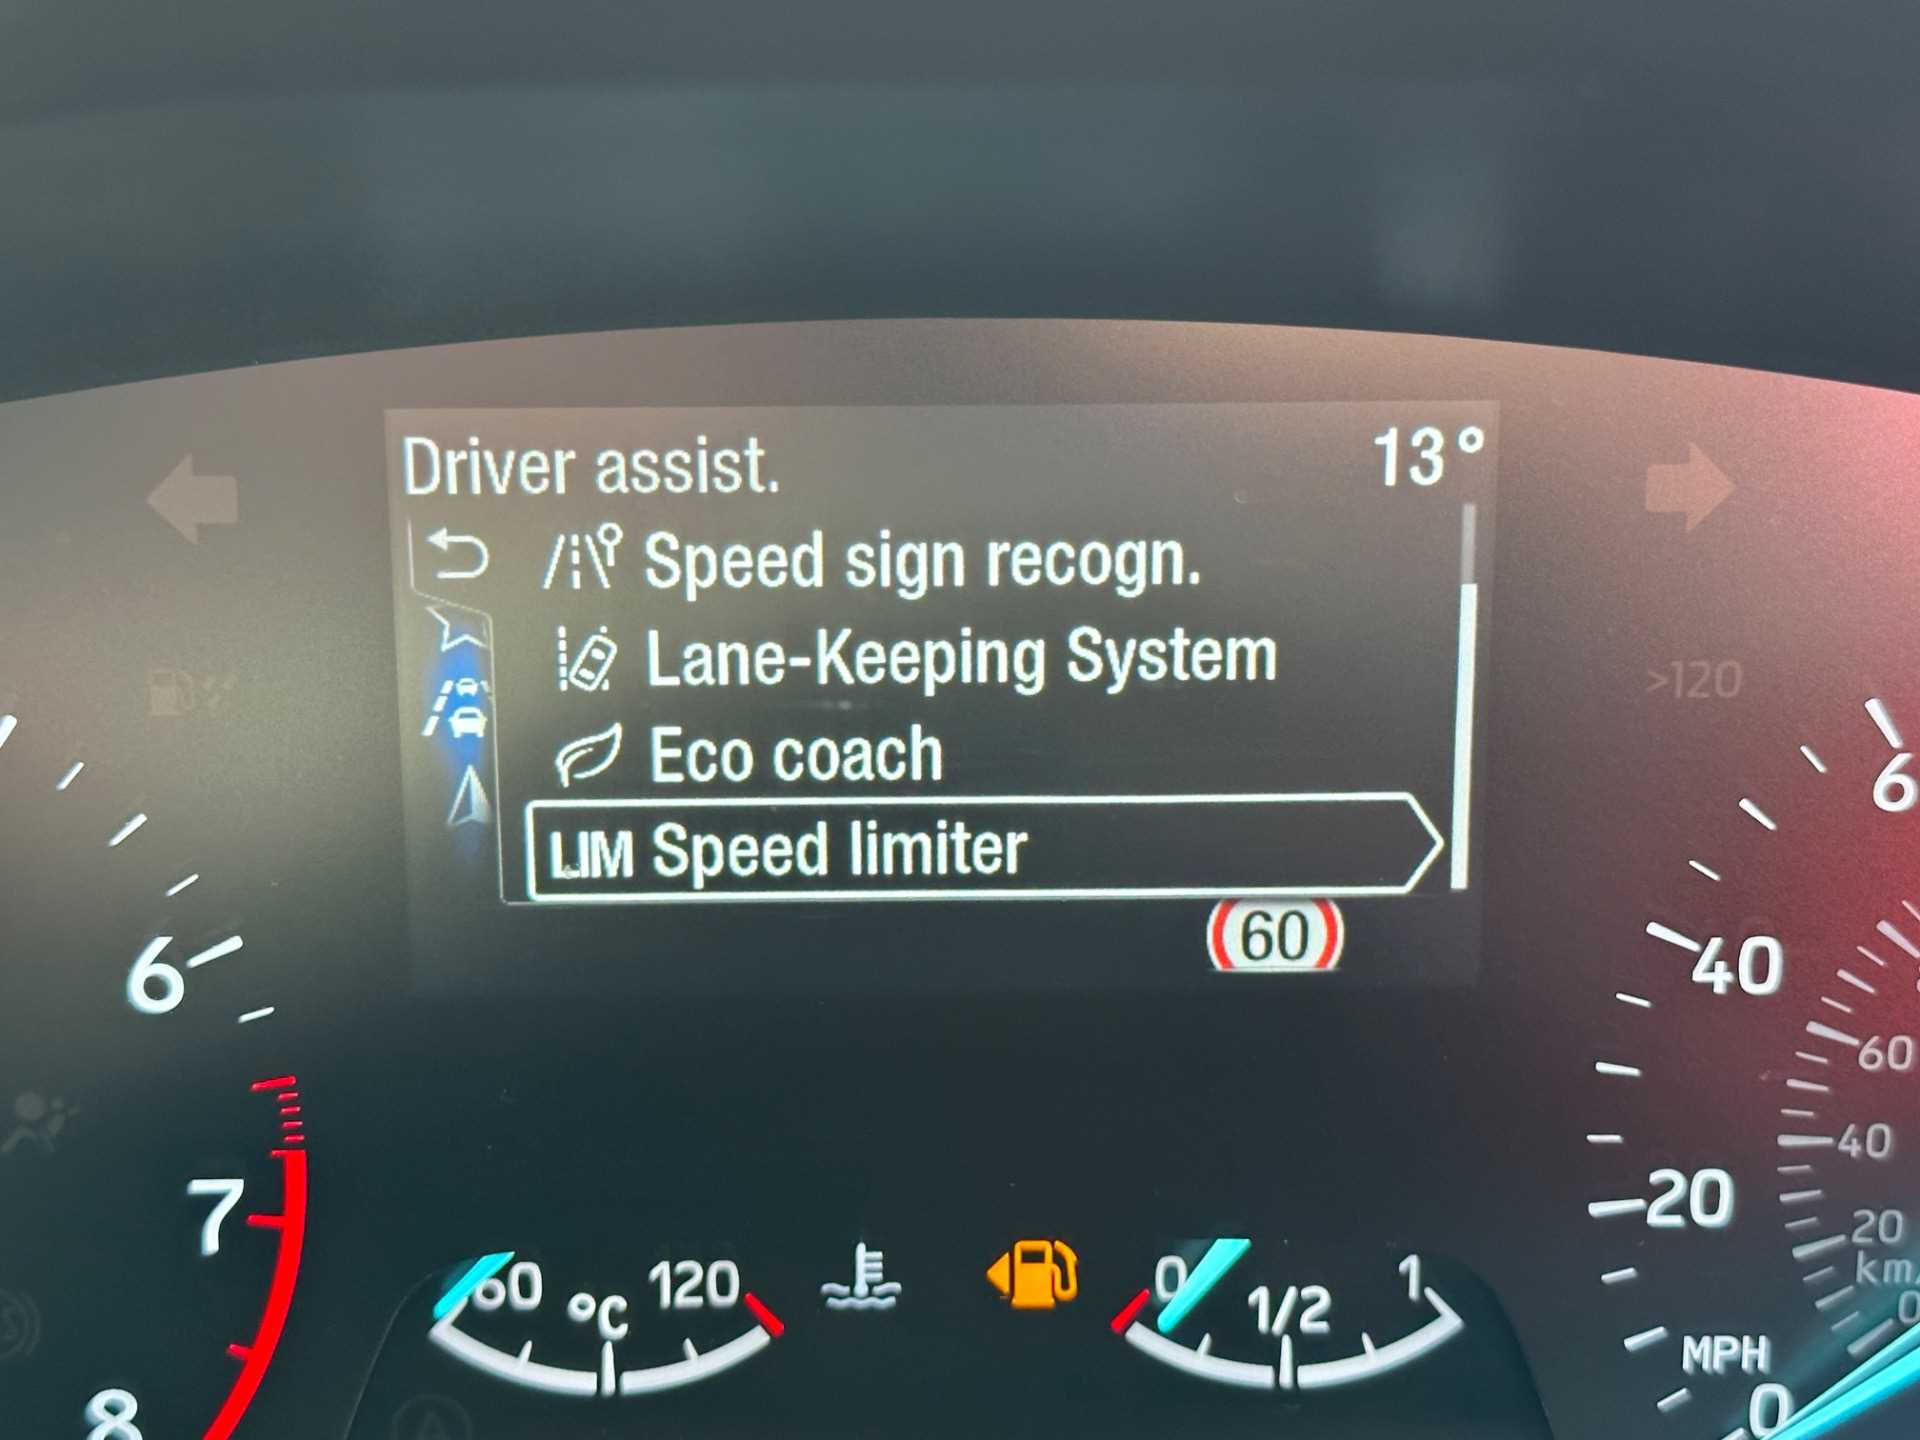 Driver assist.
13°
Speed sign recogn.
Lane-Keeping System
Eco coach
LIM Speed limiter
60
>120
6
7
8
60 °C 120
0 1/2 1
6
40
20
0
MPH
60
40
20
km/
0